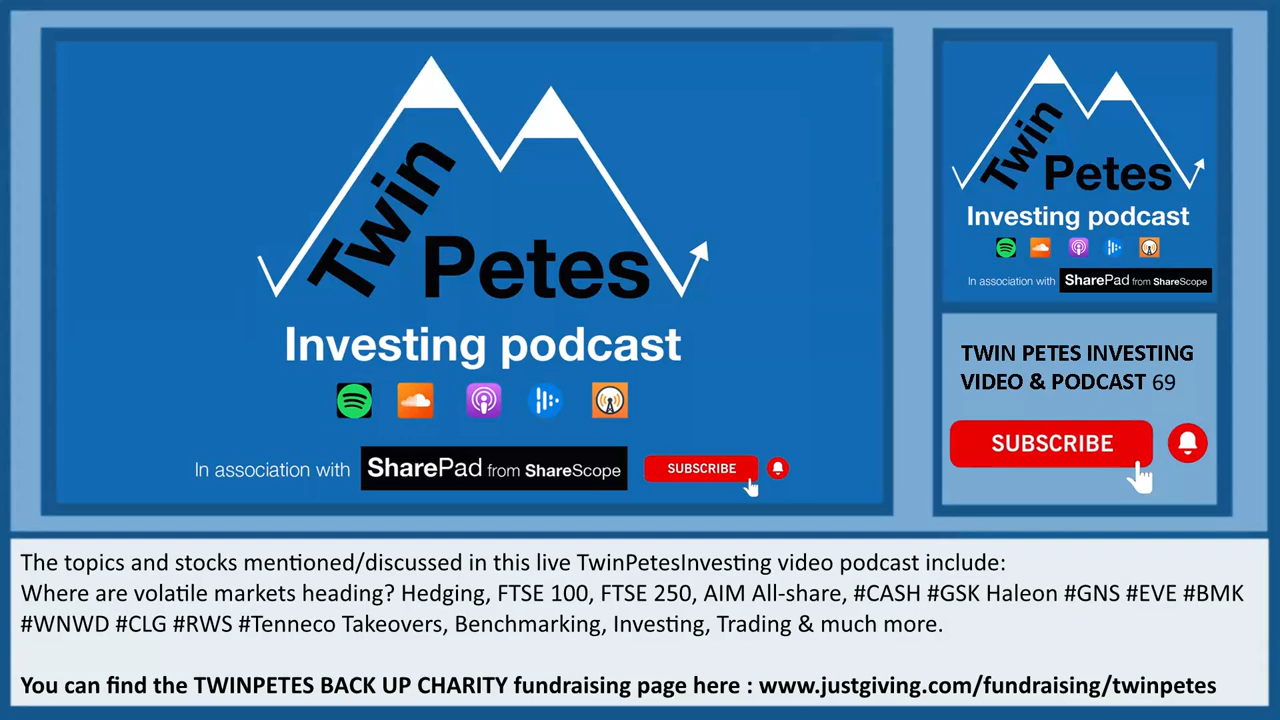 Twin
Petes
Investing podcast
In association with SharePad from ShareScope
SUBSCRIBE
Twin
Petes
Investing podcast
In association with SharePad from ShareScope
TWIN PETES INVESTING
VIDEO & PODCAST 69
SUBSCRIBE
The topics and stocks mentioned/discussed in this live TwinPetesInvesting video podcast include:
Where are volatile markets heading? Hedging, FTSE 100, FTSE 250, AIM All-share, #CASH #GSK Haleon #GNS #EVE #BMK
#WNWD #CLG #RWS #Tenneco Takeovers, Benchmarking, Investing, Trading & much more.
You can find the TWINPETES BACK UP CHARITY fundraising page here : www.justgiving.com/fundraising/twinpetes